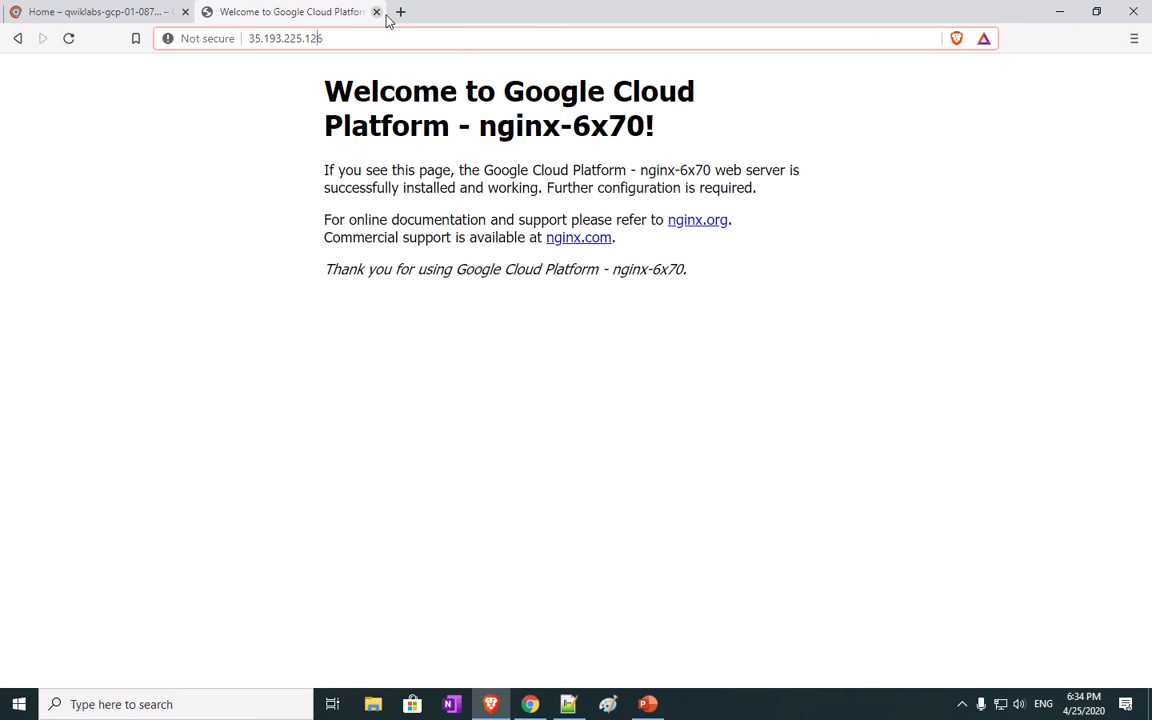 Home – qwiklabs-gcp-01-087... –
Welcome to Google Cloud Platfor
Not secure
35.193.225.126
Welcome to Google Cloud
Platform - nginx-6x70!
If you see this page, the Google Cloud Platform - nginx-6x70 web server is
successfully installed and working. Further configuration is required.
For online documentation and support please refer to nginx.org.
Commercial support is available at nginx.com.
Thank you for using Google Cloud Platform - nginx-6x70.
Type here to search
ENG
6:34 PM
4/25/2020